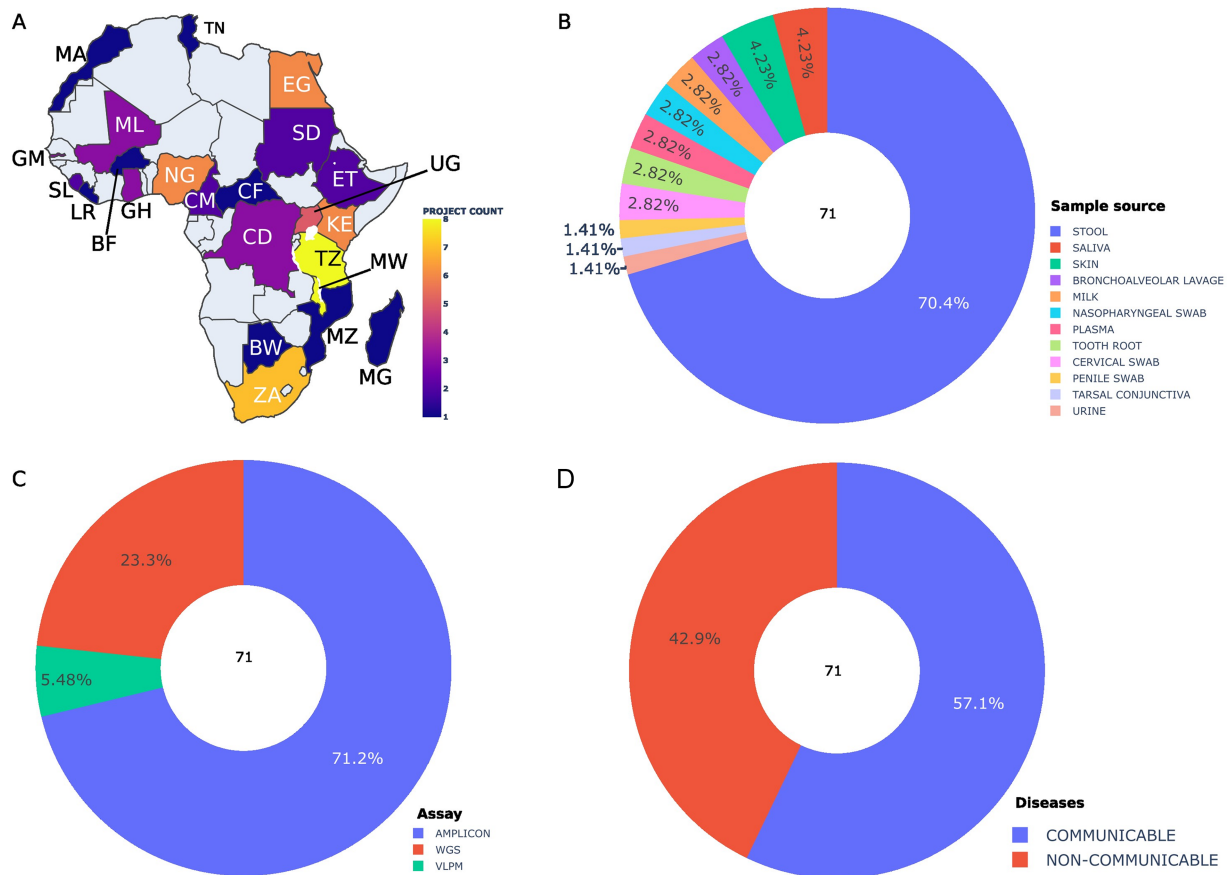 A
MA
TN
EG
ML
SD
GM
UG
NG
ET
SL
CM
CF
LR
GH
BF
KE
CD
TZ
MW
BW
MZ
MG
ZA
PROJECT COUNT
8
7
6
5
4
3
2
1
B
4.23%
4.23%
2.82%
2.82%
2.82%
2.82%
2.82%
2.82%
1.41%
1.41%
1.41%
70.4%
71
Sample source
STOOL
SALIVA
SKIN
BRONCHOALVEOLAR LAVAGE
MILK
NASOPHARYNGEAL SWAB
PLASMA
TOOTH ROOT
CERVICAL SWAB
PENILE SWAB
TARSAL CONJUNCTIVA
URINE
C
23.3%
5.48%
71
71.2%
Assay
AMPLICON
WGS
VLPM
D
42.9%
71
57.1%
Diseases
COMMUNICABLE
NON-COMMUNICABLE